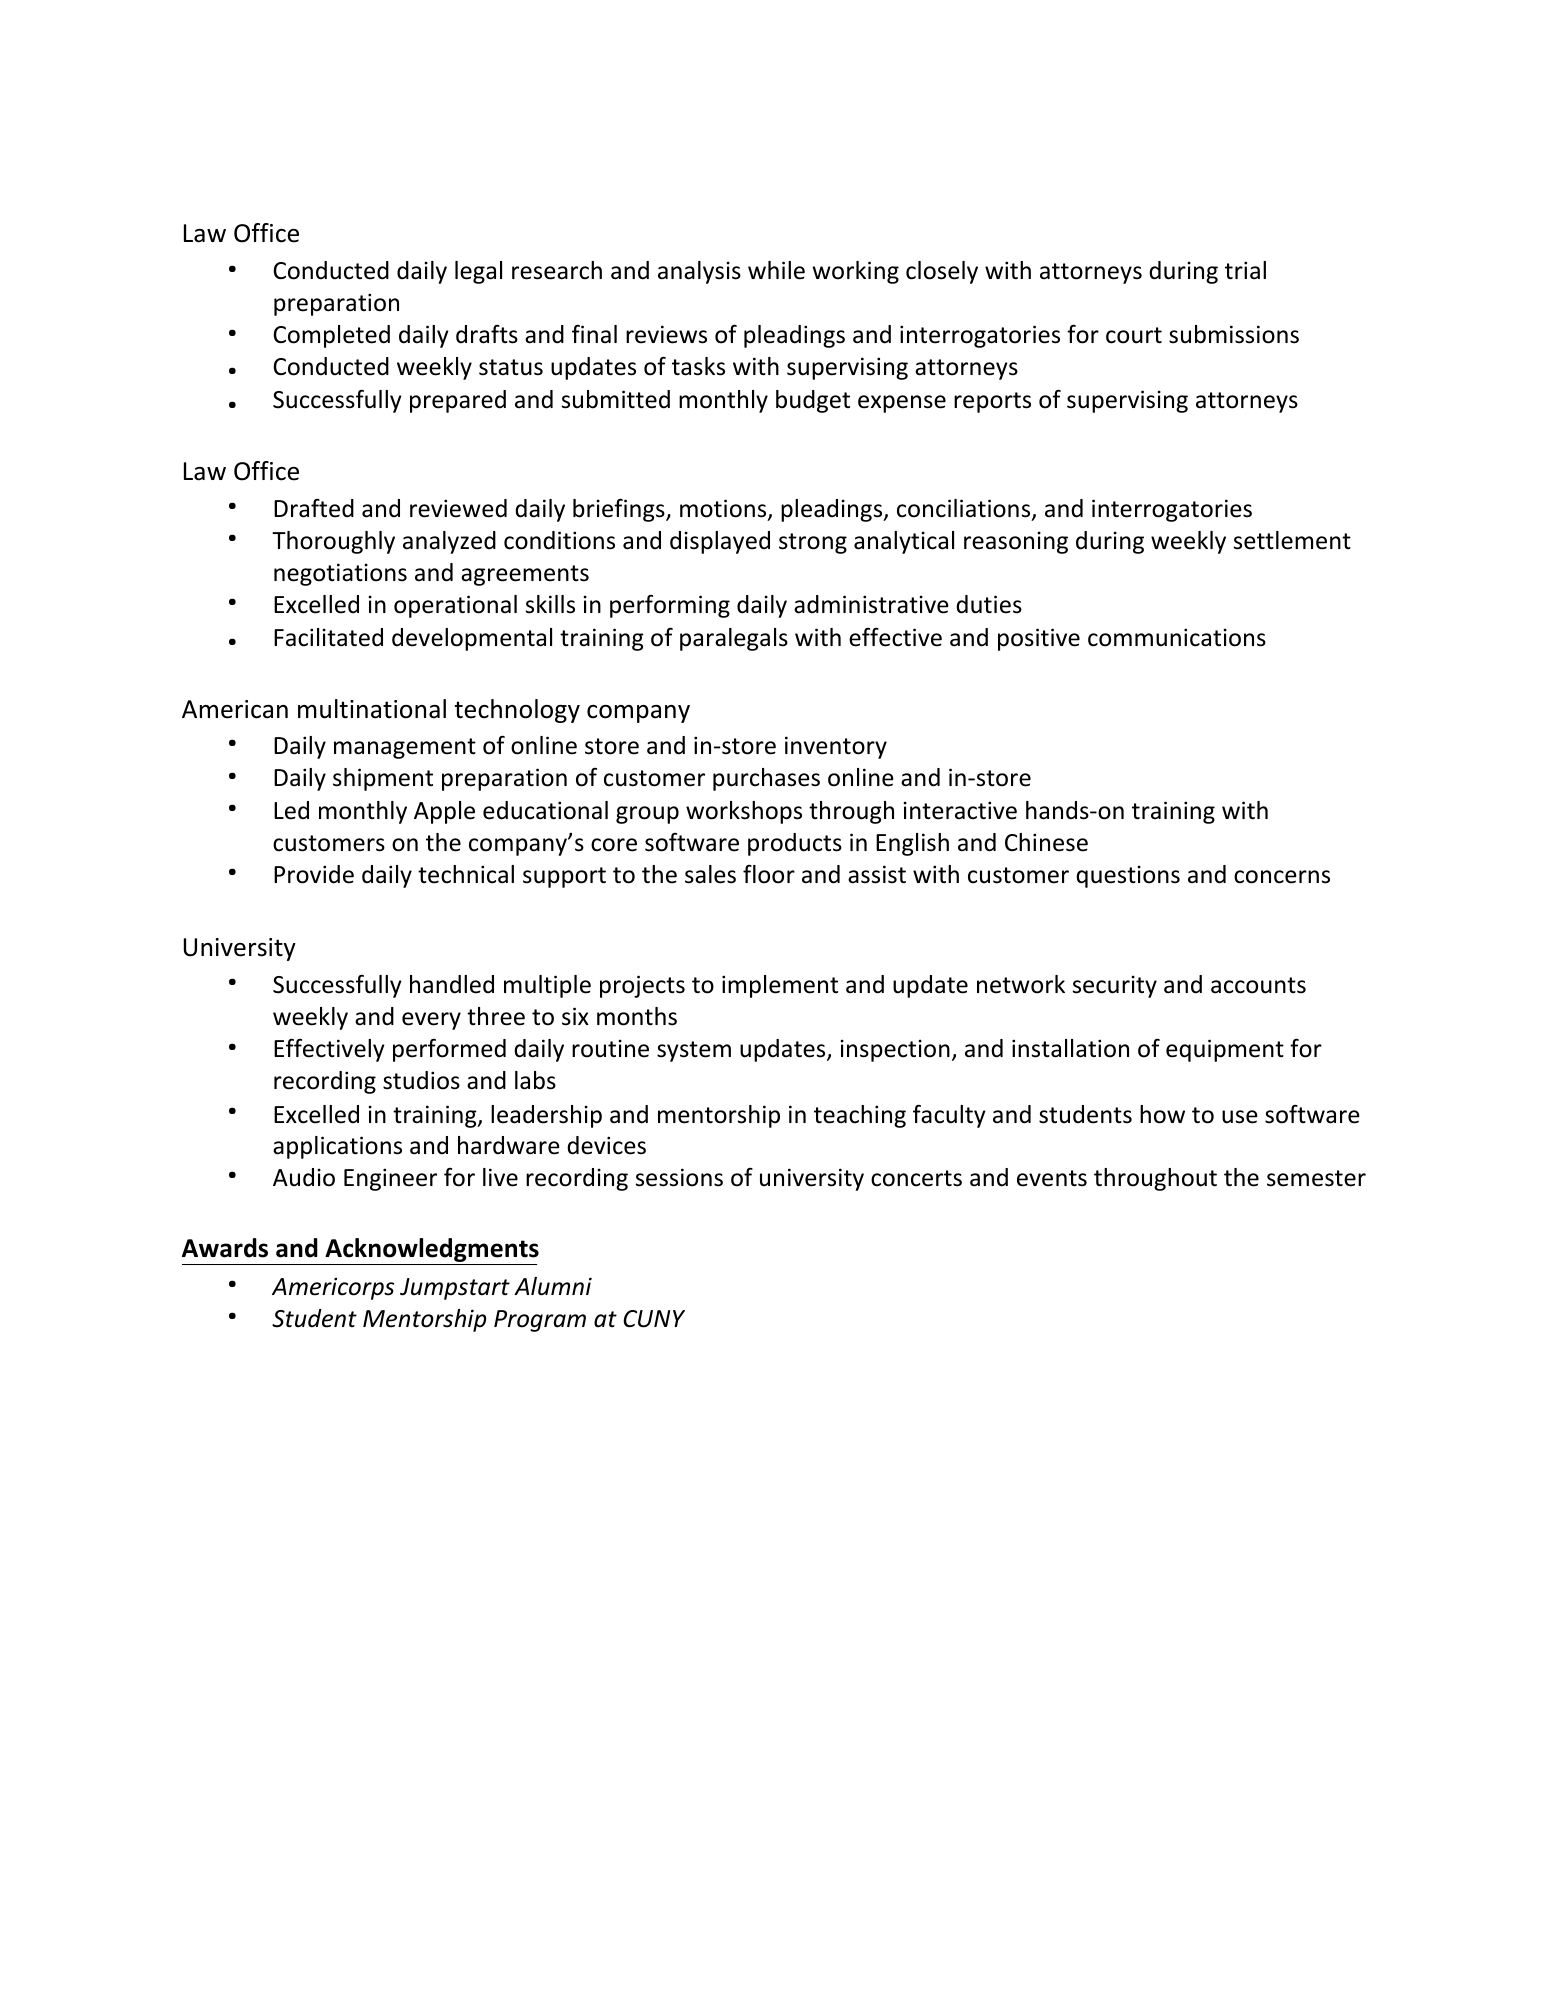 Law Office
• Conducted daily legal research and analysis while working closely with attorneys during trial
preparation
• Completed daily drafts and final reviews of pleadings and interrogatories for court submissions
• Conducted weekly status updates of tasks with supervising attorneys
• Successfully prepared and submitted monthly budget expense reports of supervising attorneys
Law Office
• Drafted and reviewed daily briefings, motions, pleadings, conciliations, and interrogatories
• Thoroughly analyzed conditions and displayed strong analytical reasoning during weekly settlement
negotiations and agreements
• Excelled in operational skills in performing daily administrative duties
• Facilitated developmental training of paralegals with effective and positive communications
American multinational technology company
• Daily management of online store and in-store inventory
• Daily shipment preparation of customer purchases online and in-store
• Led monthly Apple educational group workshops through interactive hands-on training with
customers on the company’s core software products in English and Chinese
• Provide daily technical support to the sales floor and assist with customer questions and concerns
University
• Successfully handled multiple projects to implement and update network security and accounts
weekly and every three to six months
• Effectively performed daily routine system updates, inspection, and installation of equipment for
recording studios and labs
• Excelled in training, leadership and mentorship in teaching faculty and students how to use software
applications and hardware devices
• Audio Engineer for live recording sessions of university concerts and events throughout the semester
Awards and Acknowledgments
• Americorps Jumpstart Alumni
• Student Mentorship Program at CUNY